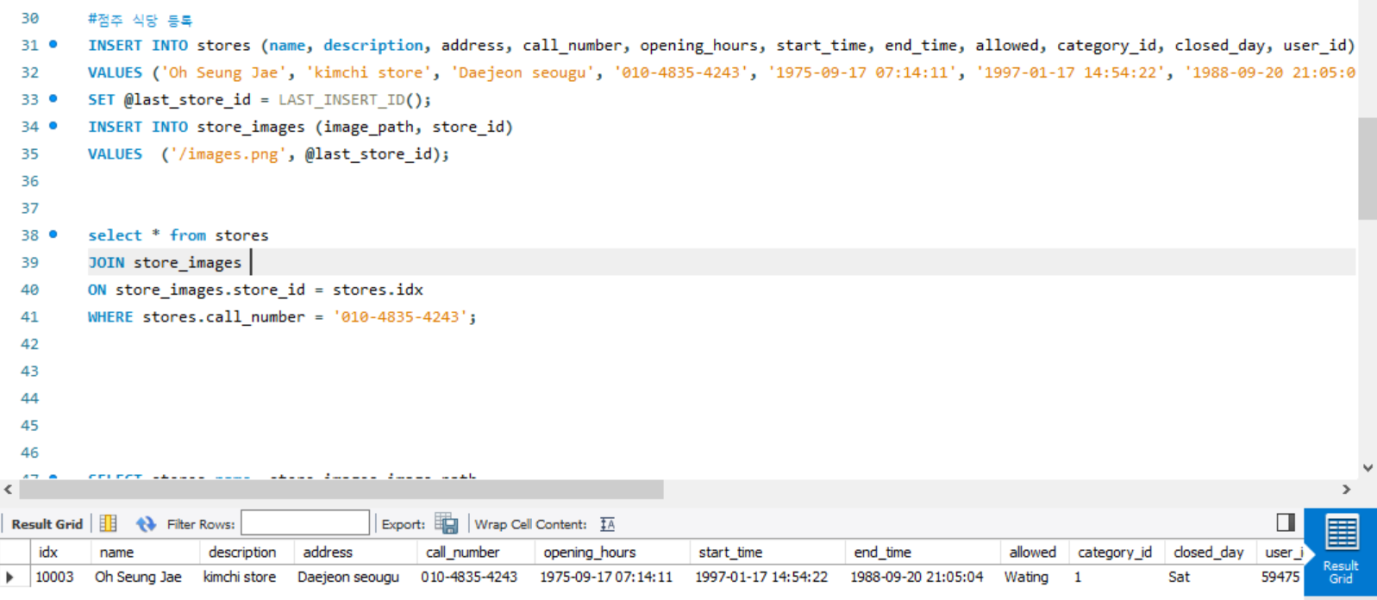 30 #점주 식당 등록
31 INSERT INTO stores (name, description, address, call_number, opening_hours, start_time, end_time, allowed, category_id, closed_day, user_id)
32 VALUES ('Oh Seung Jae', 'kimchi store', 'Daejeon seougu', '010-4835-4243', '1975-09-17 07:14:11', '1997-01-17 14:54:22', '1988-09-20 21:05:0
33 SET @last_store_id = LAST_INSERT_ID();
34 INSERT INTO store_images (image_path, store_id)
35 VALUES ('/images.png', @last_store_id);
36
37
38 select * from stores
39 JOIN store_images
40 ON store_images.store_id = stores.idx
41 WHERE stores.call_number = '010-4835-4243';
42
43
44
45
46
47 SELECT stores.name, store_images.image_path
Result Grid Filter Rows: Export: Wrap Cell Content:
idx name description address call_number opening_hours start_time end_time allowed category_id closed_day user_i
10003 Oh Seung Jae kimchi store Daejeon seougu 010-4835-4243 1975-09-17 07:14:11 1997-01-17 14:54:22 1988-09-20 21:05:04 Wating 1 Sat 59475
Result
Grid